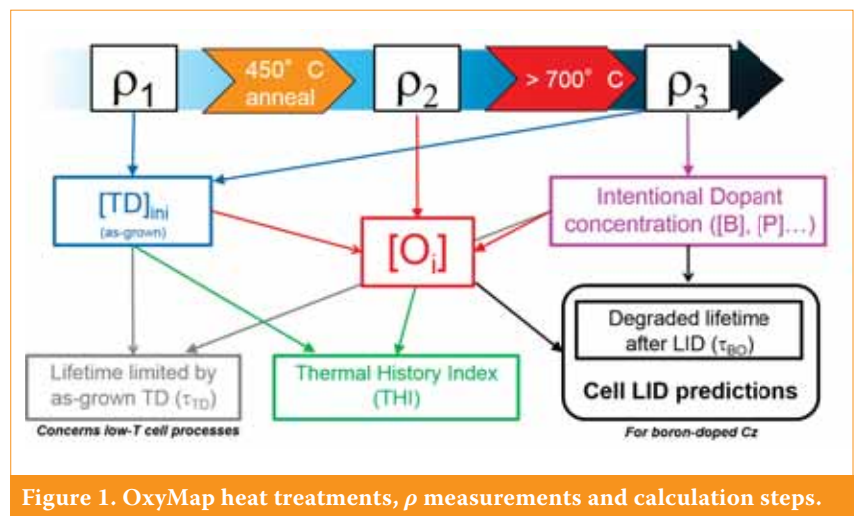 ρ1
450° C
anneal
ρ2
> 700° C
ρ3
[TD]ini
(as-grown)
[Oi]
Intentional Dopant
concentration ([B], [P]…)
Lifetime limited by
as-grown TD (τTD)
Concerns low-T cell processes
Thermal History Index
(THI)
Degraded lifetime
after LID (τBO)
Cell LID predictions
For boron-doped Cz
Figure 1. OxyMap heat treatments, ρ measurements and calculation steps.